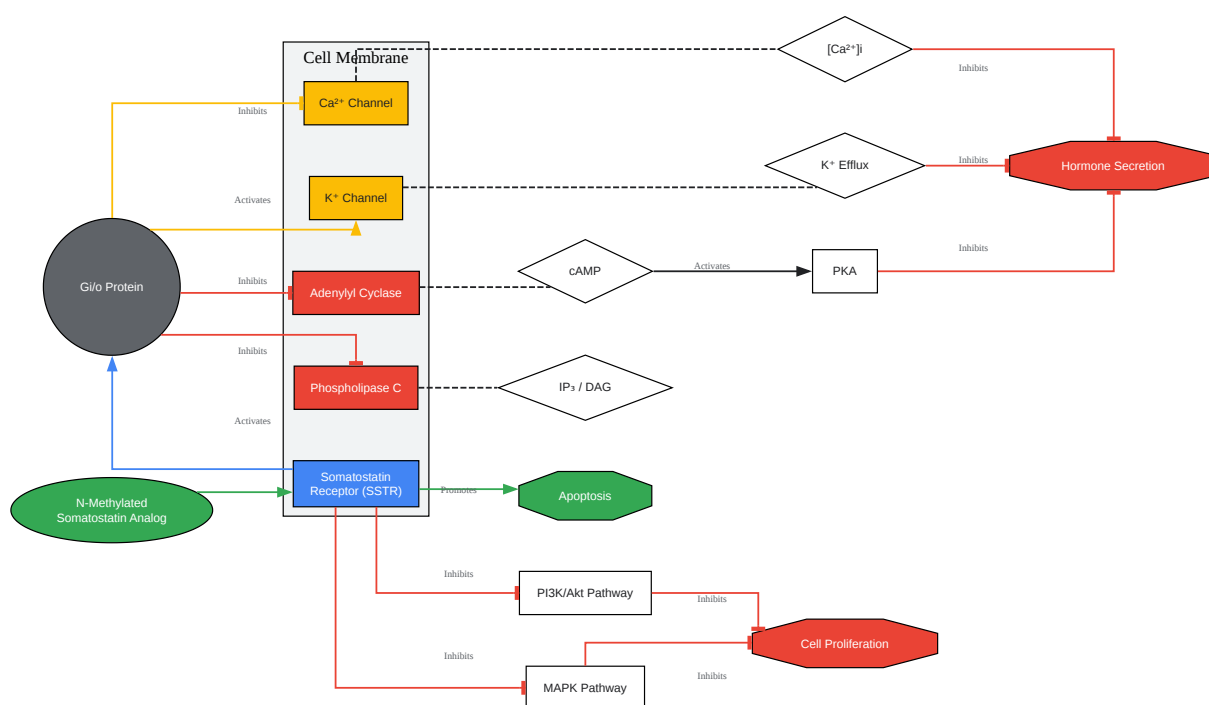 Cell Membrane
[Ca²⁺]i
Inhibits
Ca²⁺ Channel
Inhibits
K⁺ Efflux
Inhibits
Hormone Secretion
K⁺ Channel
Activates
Inhibits
Gi/o Protein
Inhibits
Adenylyl Cyclase
cAMP
Activates
PKA
Inhibits
Phospholipase C
IP₃ / DAG
Activates
Somatostatin
Receptor (SSTR)
Promotes
Apoptosis
N-Methylated
Somatostatin Analog
Inhibits
PI3K/Akt Pathway
Inhibits
Cell Proliferation
Inhibits
MAPK Pathway
Inhibits